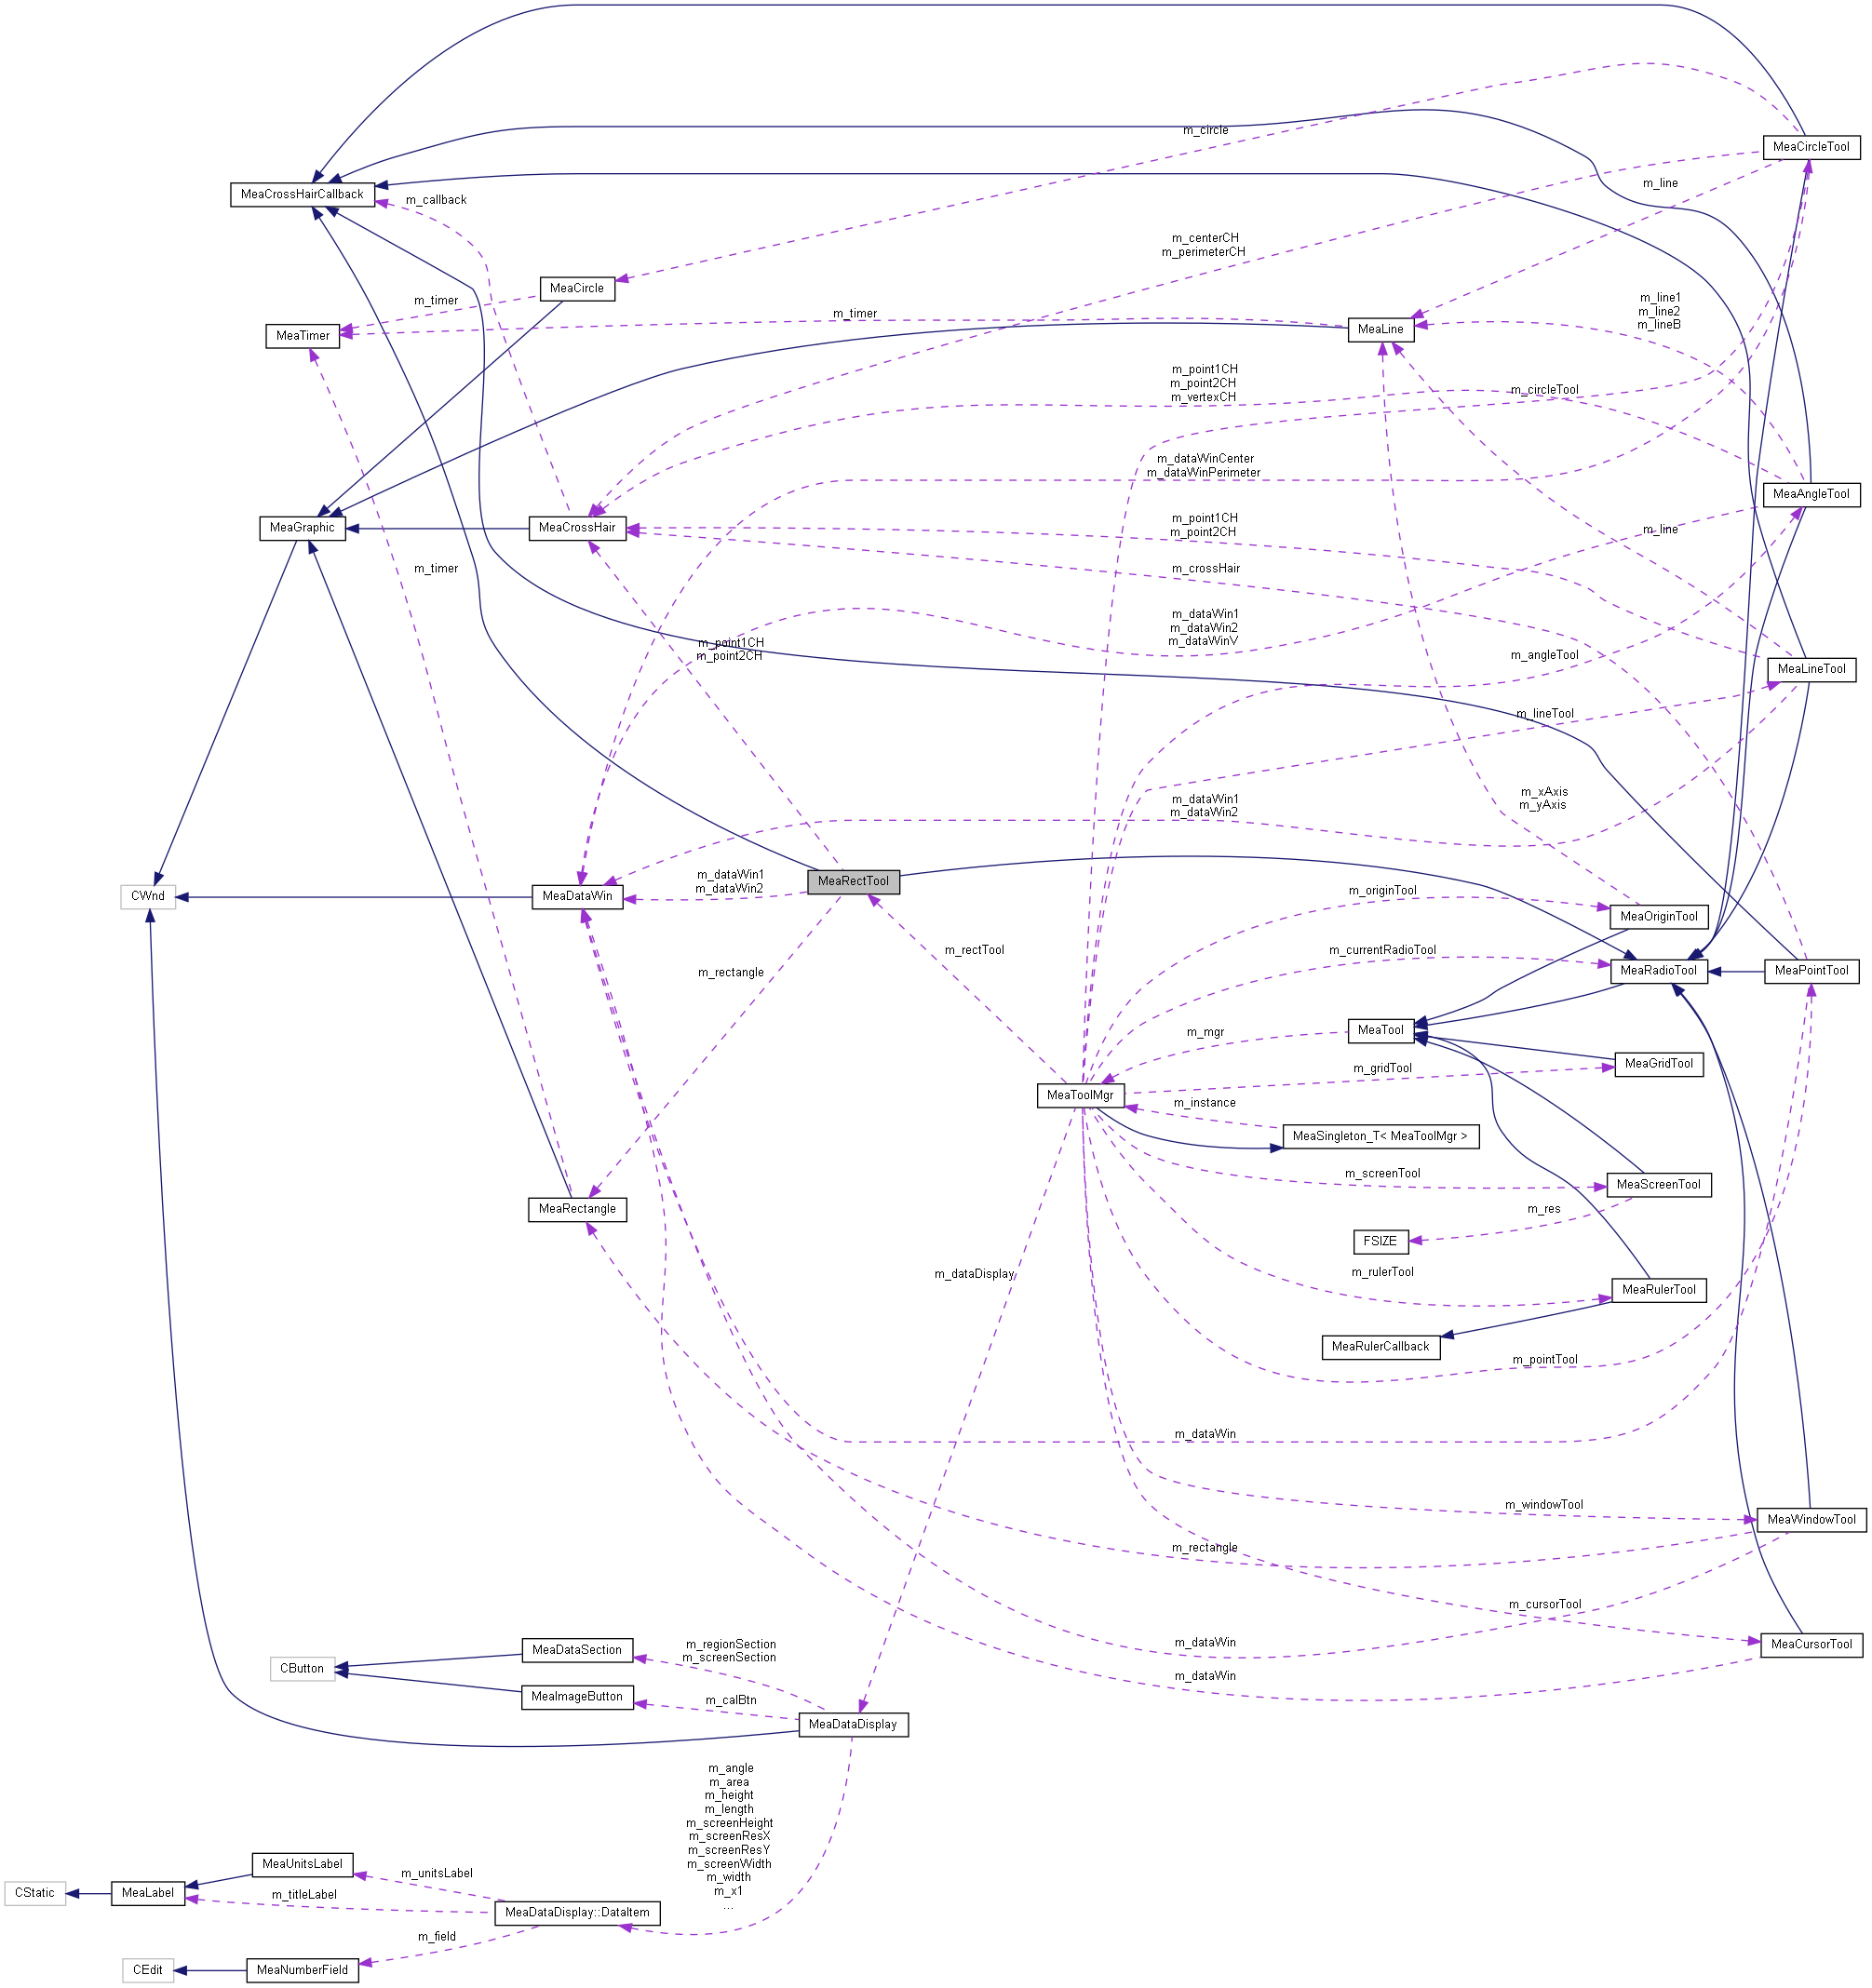 m_circle
MeaCircleTool
m_line
MeaCrossHairCallback
m_callback
m_centerCH
m_perimeterCH
MeaCircle
m_timer
m_timer
m_line1
m_line2
m_lineB
MeaTimer
MeaLine
m_point1CH
m_point2CH
m_vertexCH
m_circleTool
m_dataWinCenter
m_dataWinPerimeter
MeaAngleTool
MeaGraphic
MeaCrossHair
m_point1CH
m_point2CH
m_line
m_timer
m_crossHair
m_dataWin1
m_dataWin2
m_dataWinV
m_point1CH
m_point2CH
m_angleTool
MeaLineTool
m_lineTool
m_xAxis
m_yAxis
m_dataWin1
m_dataWin2
CWnd
MeaDataWin
m_dataWin1
m_dataWin2
MeaRectTool
m_originTool
MeaOriginTool
m_rectTool
m_currentRadioTool
m_rectangle
MeaRadioTool
MeaPointTool
m_mgr
MeaTool
m_gridTool
MeaGridTool
MeaToolMgr
m_instance
MeaSingleton_T< MeaToolMgr >
m_screenTool
MeaScreenTool
MeaRectangle
m_res
FSIZE
m_dataDisplay
m_rulerTool
MeaRulerTool
MeaRulerCallback
m_pointTool
m_dataWin
m_windowTool
MeaWindowTool
m_rectangle
m_cursorTool
m_dataWin
MeaCursorTool
m_dataWin
CButton
MeaDataSection
m_regionSection
m_screenSection
MeaImageButton
m_calBtn
MeaDataDisplay
m_angle
m_area
m_height
m_length
m_screenHeight
m_screenResX
m_screenResY
m_screenWidth
m_width
m_x1
...
MeaUnitsLabel
m_unitsLabel
CStatic
MeaLabel
m_titleLabel
MeaDataDisplay::DataItem
m_field
CEdit
MeaNumberField